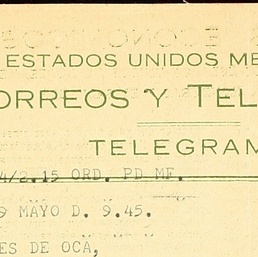 ESTADOS UNIDOS ME
ORREOS Y TEL
TELEGRAM
4/2.15 ORD. PD MF.
9 MAYO D. 9.45.
ES DE OCA,